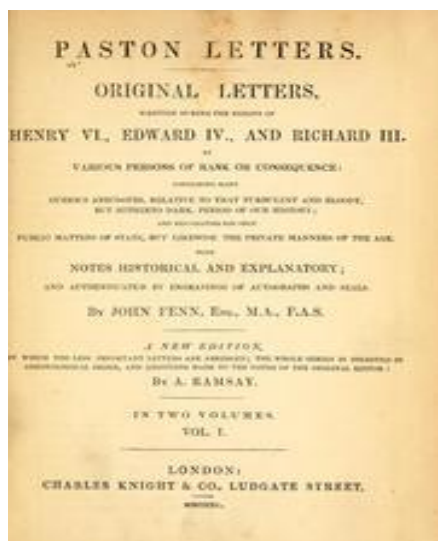 PASTON LETTERS.
ORIGINAL LETTERS,
WRITTEN DURING THE REIGNS OF
HENRY VI., EDWARD IV., AND RICHARD III.
BY
VARIOUS PERSONS OF RANK OR CONSEQUENCE:
CONTAINING MANY
CURIOUS ANECDOTES, RELATIVE TO THAT TURBULENT AND BLOODY,
BUT HITHERTO DARK, PERIOD OF OUR HISTORY;
AND ELUCIDATING NOT ONLY
PUBLIC MATTERS OF STATE, BUT LIKEWISE THE PRIVATE MANNERS OF THE AGE.
WITH
NOTES HISTORICAL AND EXPLANATORY;
AND AUTHENTICATED BY ENGRAVINGS OF AUTOGRAPHS AND SEALS.
BY JOHN FENN, ESQ., M.A., F.A.S.
A NEW EDITION,
IN WHICH THE LESS IMPORTANT LETTERS ARE ABRIDGED; THE WHOLE SERIES IS DIGESTED IN
CHRONOLOGICAL ORDER, AND ADDITIONS MADE TO THE NOTES OF THE ORIGINAL EDITOR:
BY A. RAMSAY.
IN TWO VOLUMES.
VOL. I.
LONDON:
CHARLES KNIGHT & CO., LUDGATE STREET.